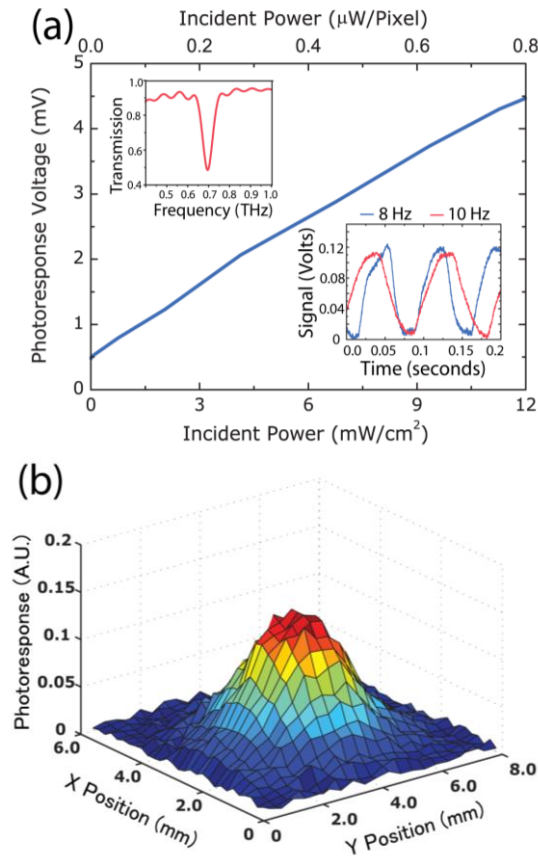 (a)
Incident Power (μW/Pixel)
0.0 0.2 0.4 0.6 0.8
Photoresponse Voltage (mV)
5
4
3
2
1
0
Transmission
1.0
0.8
0.6
0.4
0.5 0.6 0.7 0.8 0.9 1.0
Frequency (THz)
8 Hz 10 Hz
Signal (Volts)
0.12
0.08
0.04
0
0.0 0.05 0.1 0.15 0.2
Time (seconds)
0 3 6 9 12
Incident Power (mW/cm²)
(b)
Photoresponse (A.U.)
0.2
0.15
0.1
0.05
0
6.0
4.0
2.0
0
X Position (mm)
0
2.0
4.0
6.0
8.0
Y Position (mm)